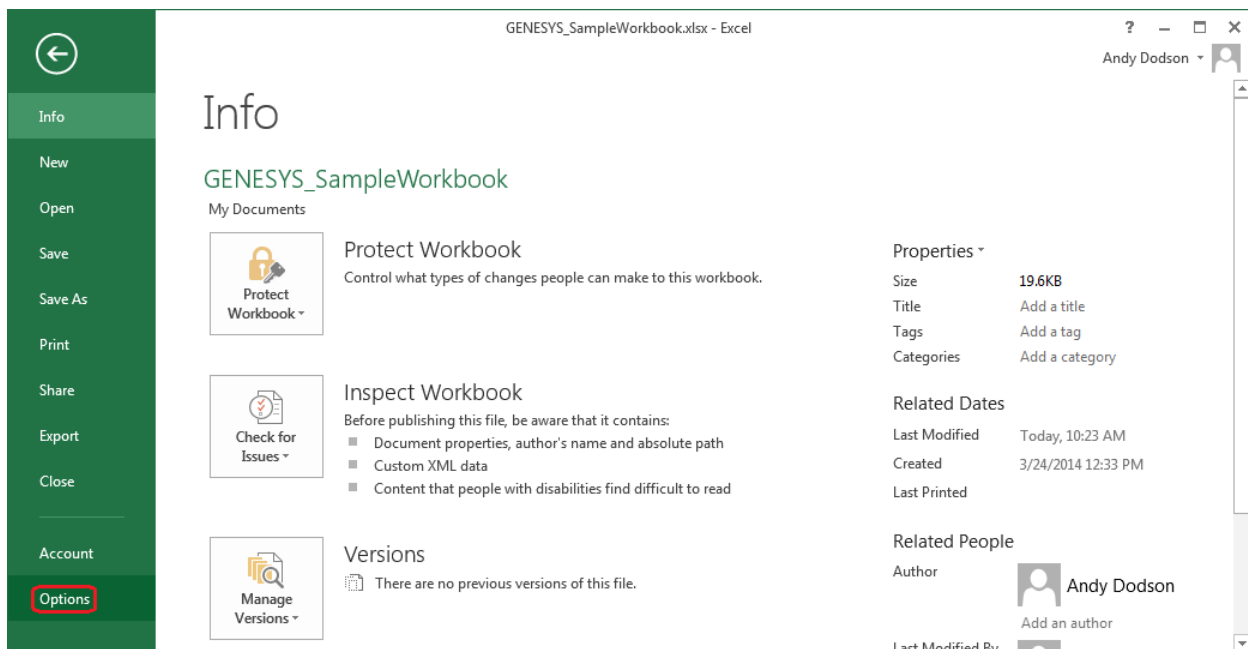 GENESYS_SampleWorkbook.xlsx - Excel
?
Andy Dodson
Info
New
Open
Save
Save As
Print
Share
Export
Close
Account
Options
Info
GENESYS_SampleWorkbook
My Documents
Protect
Workbook
Protect Workbook
Control what types of changes people can make to this workbook.
Check for
Issues
Inspect Workbook
Before publishing this file, be aware that it contains:
Document properties, author's name and absolute path
Custom XML data
Content that people with disabilities find difficult to read
Manage
Versions
Versions
There are no previous versions of this file.
Properties
Size 19.6KB
Title Add a title
Tags Add a tag
Categories Add a category
Related Dates
Last Modified Today, 10:23 AM
Created 3/24/2014 12:33 PM
Last Printed
Related People
Author Andy Dodson
Add an author
Last Modified By